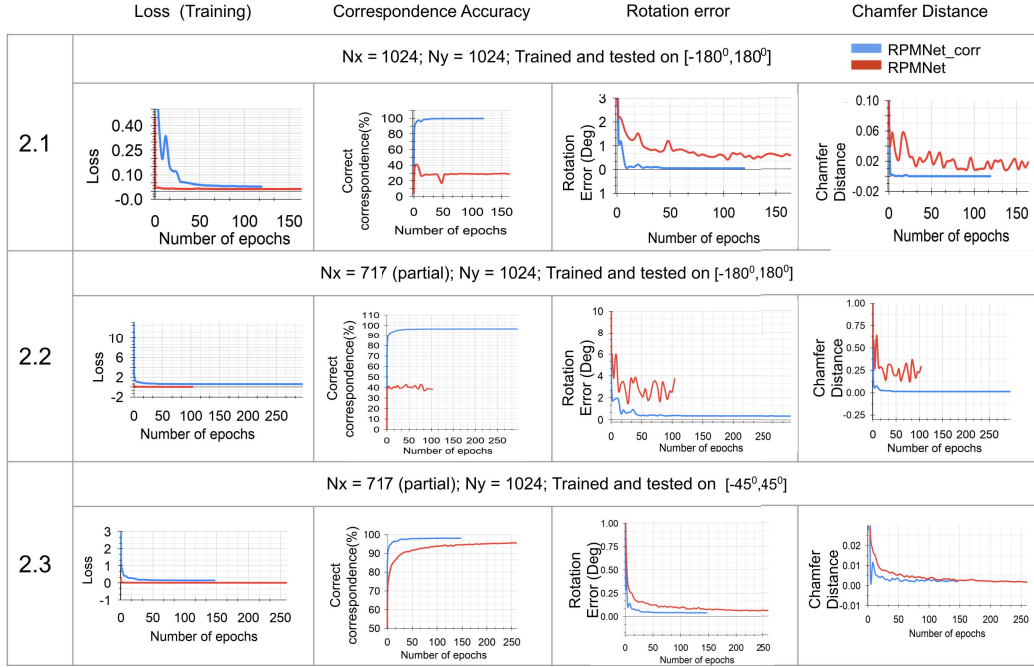 Loss (Training) Correspondence Accuracy Rotation error Chamfer Distance
Nx = 1024; Ny = 1024; Trained and tested on [-180⁰,180⁰]
RPMNet_corr
RPMNet
2.1
Loss
0.40
0.25
0.10
-0.0
0 50 100 150
Number of epochs
Correct
correspondence(%)
100
80
60
40
20
0
0 50 100 150
Number of epochs
Rotation
Error (Deg)
3
2
1
0
1
0 50 100 150
Number of epochs
Chamfer
Distance
0.10
0.06
0.02
-0.02
0 50 100 150
Number of epochs
Nx = 717 (partial); Ny = 1024; Trained and tested on [-180⁰,180⁰]
2.2
Loss
10
6
2
-2
0 50 100 150 200 250
Number of epochs
Correct
correspondence(%)
110
100
90
80
70
60
50
40
30
20
10
0
0 50 100 150 200 250
Number of epochs
Rotation
Error (Deg)
10
8
6
4
2
0
0 50 100 150 200 250
Number of epochs
Chamfer
Distance
1.00
0.75
0.50
0.25
0.00
-0.25
0 50 100 150 200 250
Number of epochs
Nx = 717 (partial); Ny = 1024; Trained and tested on [-45⁰,45⁰]
2.3
Loss
3
2
1
0
-1
0 50 100 150 200 250
Number of epochs
Correct
correspondence(%)
100
90
80
70
60
50
0 50 100 150 200 250
Number of epochs
Rotation
Error (Deg)
1.00
0.75
0.50
0.25
0.00
0 50 100 150 200 250
Number of epochs
Chamfer
Distance
0.02
0.01
0.00
-0.01
0 50 100 150 200 250
Number of epochs